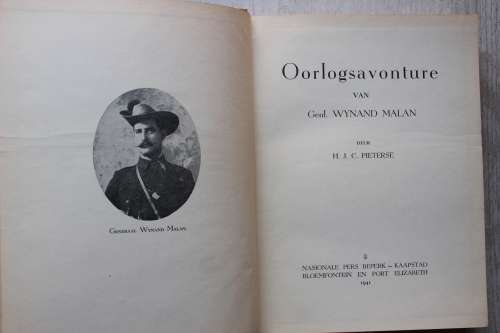 GENERAAL WYNAND MALAN
Oorlogsavonture
VAN
Genl. WYNAND MALAN
DEUR
H. J. C. PIETERSE
NASIONALE PERS BEPERK – KAAPSTAD
BLOEMFONTEIN EN PORT ELIZABETH
1941